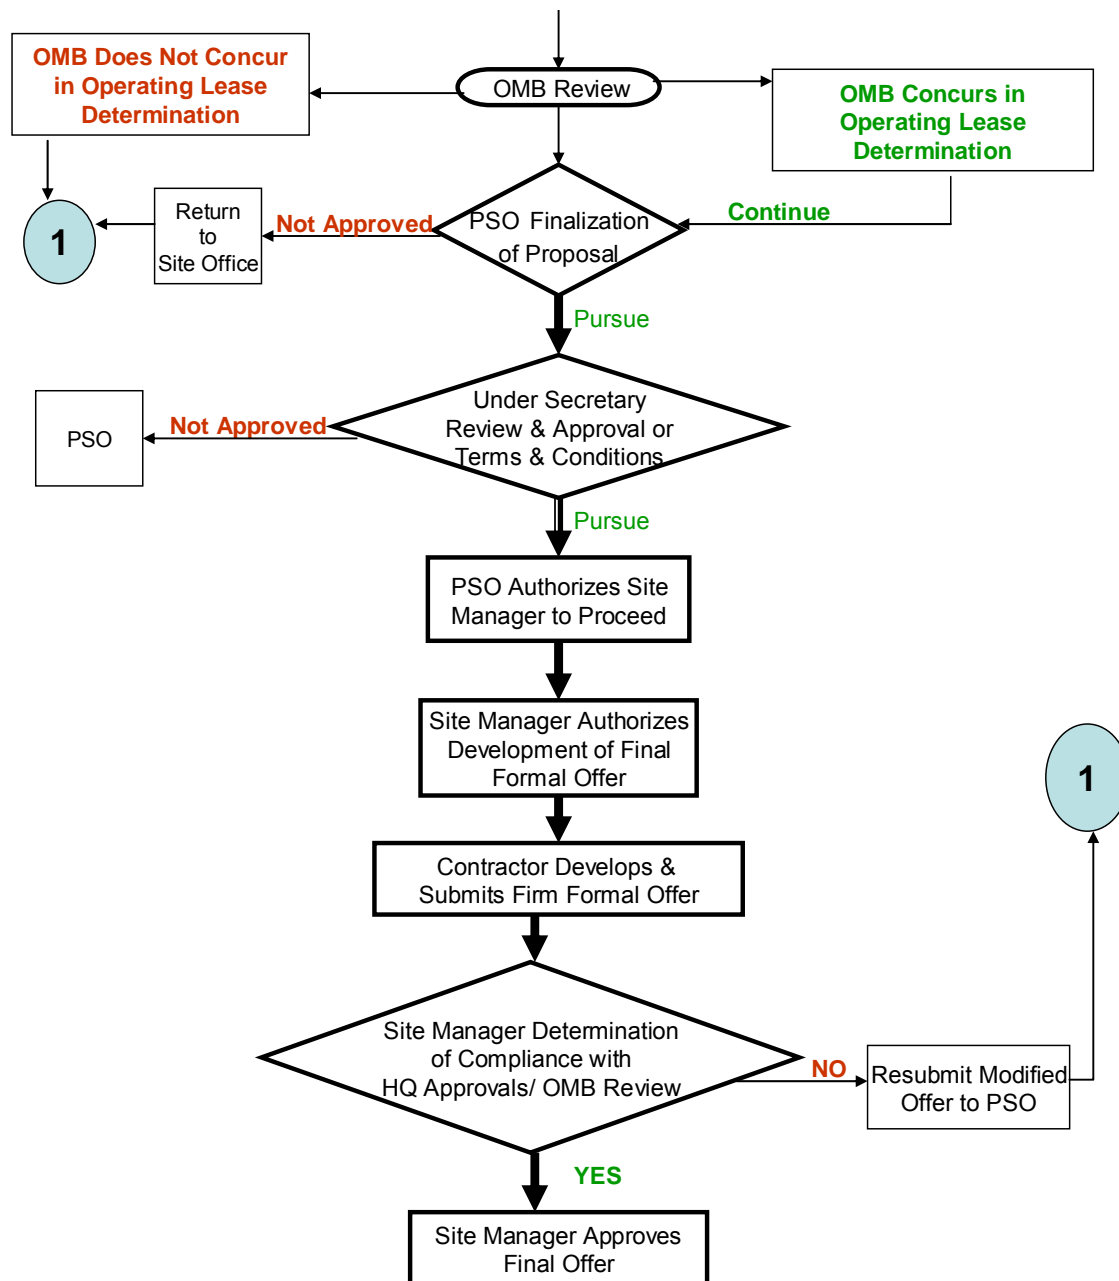 OMB Does Not Concur
in Operating Lease
Determination
OMB Review
OMB Concurs in
Operating Lease
Determination
1
Return
to
Site Office
Not Approved
PSO Finalization
of Proposal
Continue
Pursue
PSO
Not Approved
Under Secretary
Review & Approval or
Terms & Conditions
Pursue
PSO Authorizes Site
Manager to Proceed
Site Manager Authorizes
Development of Final
Formal Offer
1
Contractor Develops &
Submits Firm Formal Offer
Site Manager Determination
of Compliance with
HQ Approvals/ OMB Review
NO
Resubmit Modified
Offer to PSO
YES
Site Manager Approves
Final Offer